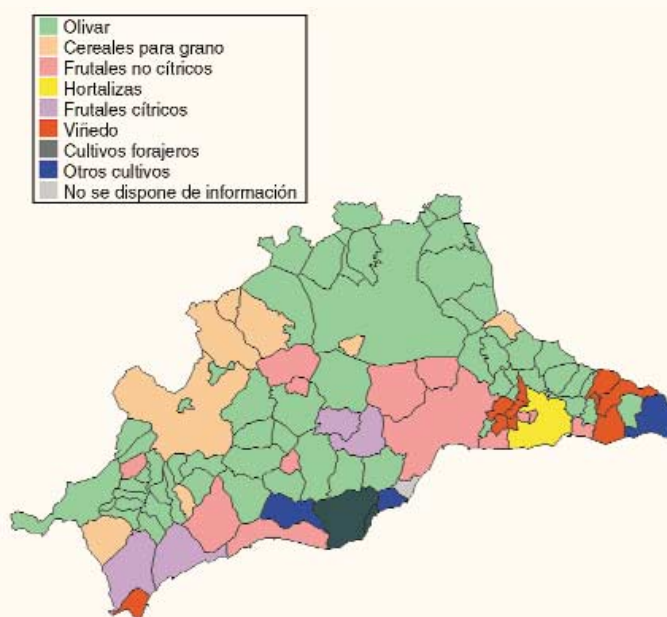 Olivar
Cereales para grano
Frutales no cítricos
Hortalizas
Frutales cítricos
Viñedo
Cultivos forajeros
Otros cultivos
No se dispone de información